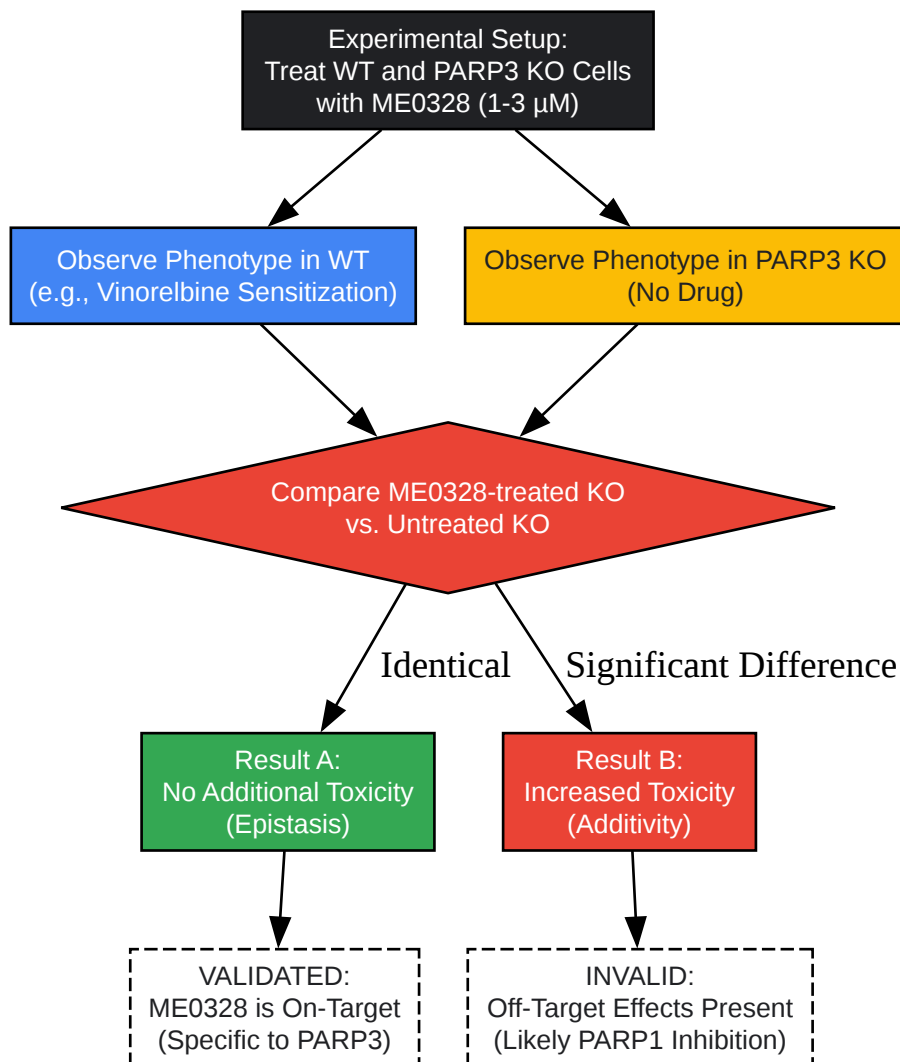 Experimental Setup:
Treat WT and PARP3 KO Cells
with ME0328 (1-3 µM)
Observe Phenotype in WT
(e.g., Vinorelbine Sensitization)
Observe Phenotype in PARP3 KO
(No Drug)
Compare ME0328-treated KO
vs. Untreated KO
Identical
Significant Difference
Result A:
No Additional Toxicity
(Epistasis)
Result B:
Increased Toxicity
(Additivity)
VALIDATED:
ME0328 is On-Target
(Specific to PARP3)
INVALID:
Off-Target Effects Present
(Likely PARP1 Inhibition)